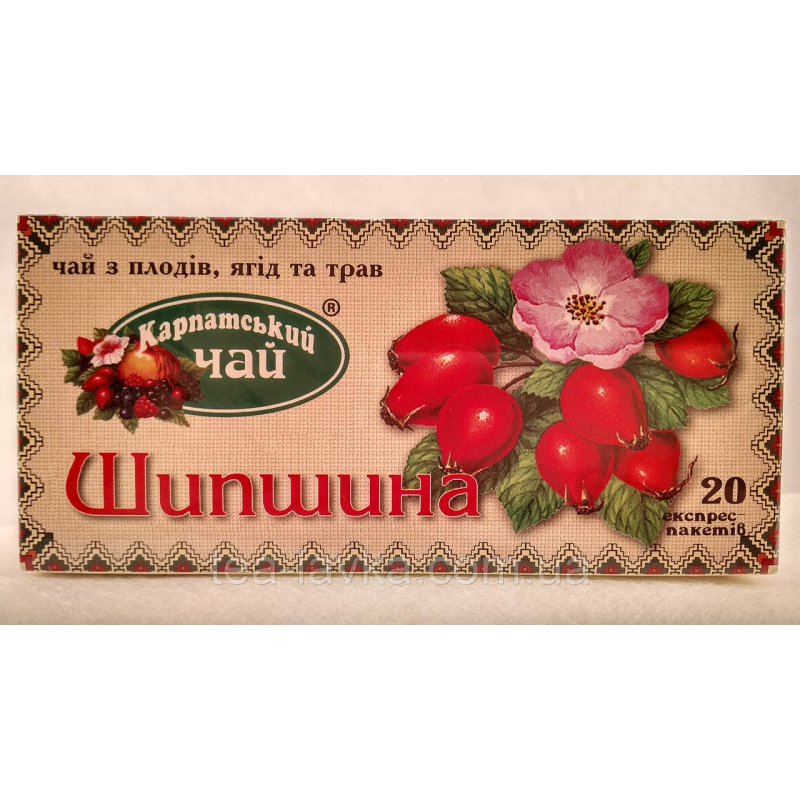 чай з плодів, ягід та трав
®
Карпатський
чай
Шипшина
20
експрес-
пакетів
tea-lavka.com.ua